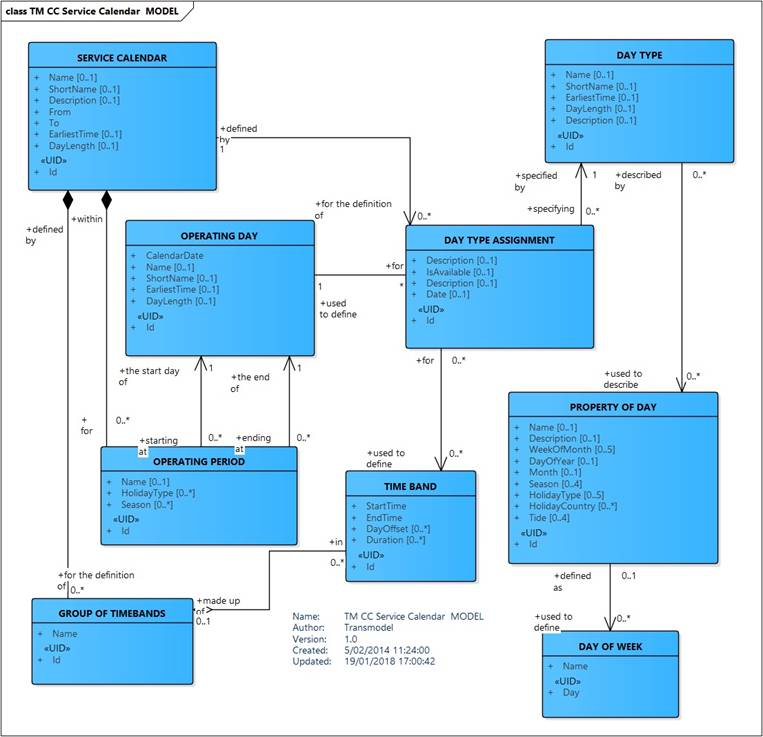 class TM CC Service Calendar  MODEL
SERVICE CALENDAR
+ Name [0..1]
+ ShortName [0..1]
+ Description [0..1]
+ From
+ To
+ EarliestTime [0..1]
+ DayLength [0..1]
«UID»
+ Id
DAY TYPE
+ Name [0..1]
+ ShortName [0..1]
+ EarliestTime [0..1]
+ DayLength [0..1]
+ Description [0..1]
«UID»
+ Id
+defined
by
1
+specified
by
1
+described
by
0..*
+defined
by
+within
+for the definition
of
0..*
+specifying
0..*
OPERATING DAY
+ CalendarDate
+ Name [0..1]
+ ShortName [0..1]
+ EarliestTime [0..1]
+ DayLength [0..1]
«UID»
+ Id
DAY TYPE ASSIGNMENT
+ Description [0..1]
+ IsAvailable [0..1]
+ Description [0..1]
+ Date [0..1]
«UID»
+ Id
+for
*
1
+used
to define
+the start day
of
1
+the end
of
1
+for
0..*
+used to
describe
0..*
+
for
0..*
+starting
at
0..*
+ending
at
0..*
OPERATING PERIOD
+ Name [0..1]
+ HolidayType [0..*]
+ Season [0..*]
«UID»
+ Id
+used to
define
0..*
TIME BAND
+ StartTime
+ EndTime
+ DayOffset [0..*]
+ Duration [0..*]
«UID»
+ Id
PROPERTY OF DAY
+ Name [0..1]
+ Description [0..1]
+ WeekOfMonth [0..5]
+ DayOfYear [0..1]
+ Month [0..1]
+ Season [0..4]
+ HolidayType [0..5]
+ HolidayCountry [0..*]
+ Tide [0..4]
«UID»
+ Id
+in
0..*
+for the definition
of
0..*
+made up
of
0..1
+defined
as
0..1
+used to
define
0..*
GROUP OF TIMEBANDS
+ Name
«UID»
+ Id
Name: TM CC Service Calendar  MODEL
Author: Transmodel
Version: 1.0
Created: 5/02/2014 11:24:00
Updated: 19/01/2018 17:00:42
DAY OF WEEK
+ Name
«UID»
+ Day